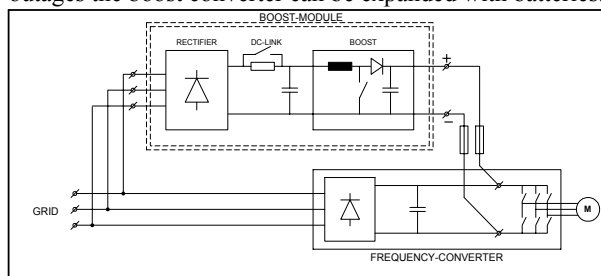 outages the boost converter can be expanded with batteries.
BOOST-MODULE
RECTIFIER
DC-LINK
BOOST
+
−
GRID
M
FREQUENCY-CONVERTER